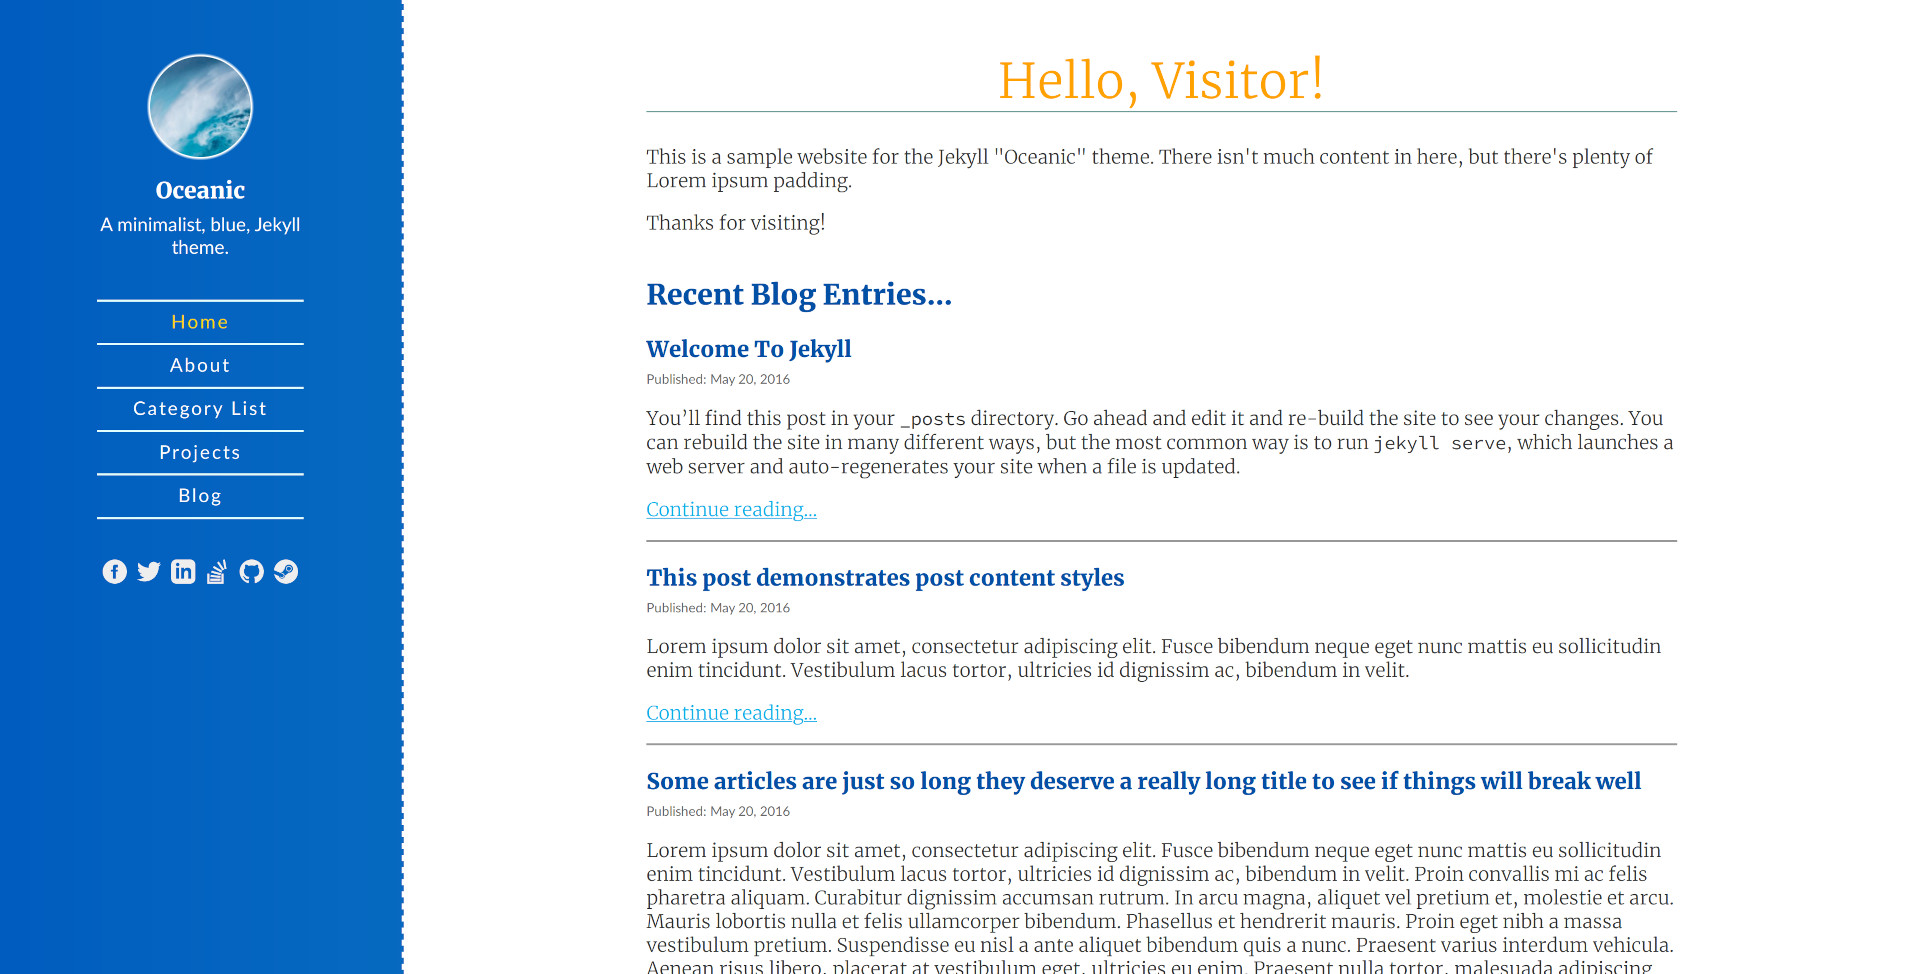 Oceanic
A minimalist, blue, Jekyll
theme.
Home
About
Category List
Projects
Blog
Hello, Visitor!
This is a sample website for the Jekyll "Oceanic" theme. There isn't much content in here, but there's plenty of
Lorem ipsum padding.
Thanks for visiting!
Recent Blog Entries...
Welcome To Jekyll
Published: May 20, 2016
You’ll find this post in your _posts directory. Go ahead and edit it and re-build the site to see your changes. You
can rebuild the site in many different ways, but the most common way is to run jekyll serve, which launches a
web server and auto-regenerates your site when a file is updated.
Continue reading...
This post demonstrates post content styles
Published: May 20, 2016
Lorem ipsum dolor sit amet, consectetur adipiscing elit. Fusce bibendum neque eget nunc mattis eu sollicitudin
enim tincidunt. Vestibulum lacus tortor, ultricies id dignissim ac, bibendum in velit.
Continue reading...
Some articles are just so long they deserve a really long title to see if things will break well
Published: May 20, 2016
Lorem ipsum dolor sit amet, consectetur adipiscing elit. Fusce bibendum neque eget nunc mattis eu sollicitudin
enim tincidunt. Vestibulum lacus tortor, ultricies id dignissim ac, bibendum in velit. Proin convallis mi ac felis
pharetra aliquam. Curabitur dignissim accumsan rutrum. In arcu magna, aliquet vel pretium et, molestie et arcu.
Mauris lobortis nulla et felis ullamcorper bibendum. Phasellus et hendrerit mauris. Proin eget nibh a massa
vestibulum pretium. Suspendisse eu nisl a ante aliquet bibendum quis a nunc. Praesent varius interdum vehicula.
Aenean risus libero, placerat at vestibulum eget, ultricies eu enim. Praesent nulla tortor, malesuada adipiscing